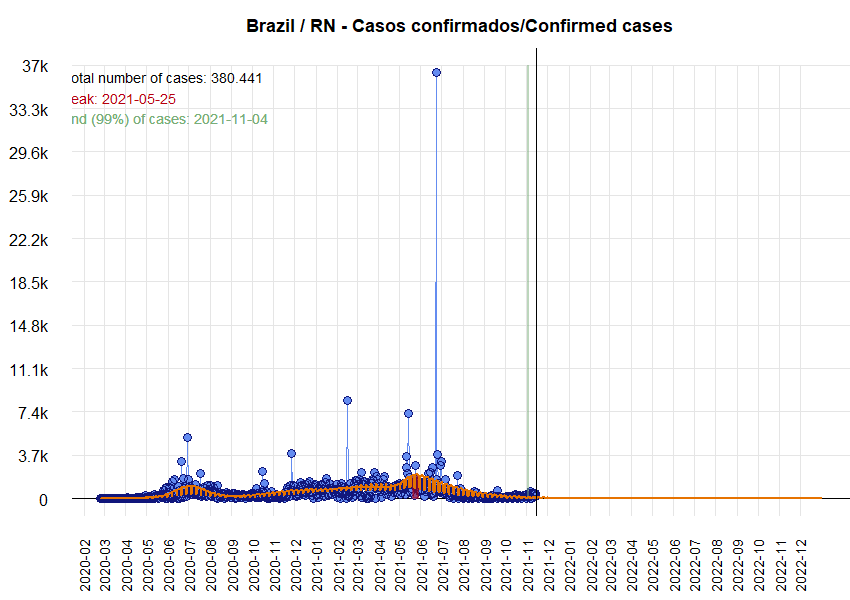 Brazil / RN - Casos confirmados/Confirmed cases
otal number of cases: 380.441
eak: 2021-05-25
nd (99%) of cases: 2021-11-04
37k
33.3k
29.6k
25.9k
22.2k
18.5k
14.8k
11.1k
7.4k
3.7k
0
2020-02
2020-03
2020-04
2020-05
2020-06
2020-07
2020-08
2020-09
2020-10
2020-11
2020-12
2021-01
2021-02
2021-03
2021-04
2021-05
2021-06
2021-07
2021-08
2021-09
2021-10
2021-11
2021-12
2022-01
2022-02
2022-03
2022-04
2022-05
2022-06
2022-07
2022-08
2022-09
2022-10
2022-11
2022-12